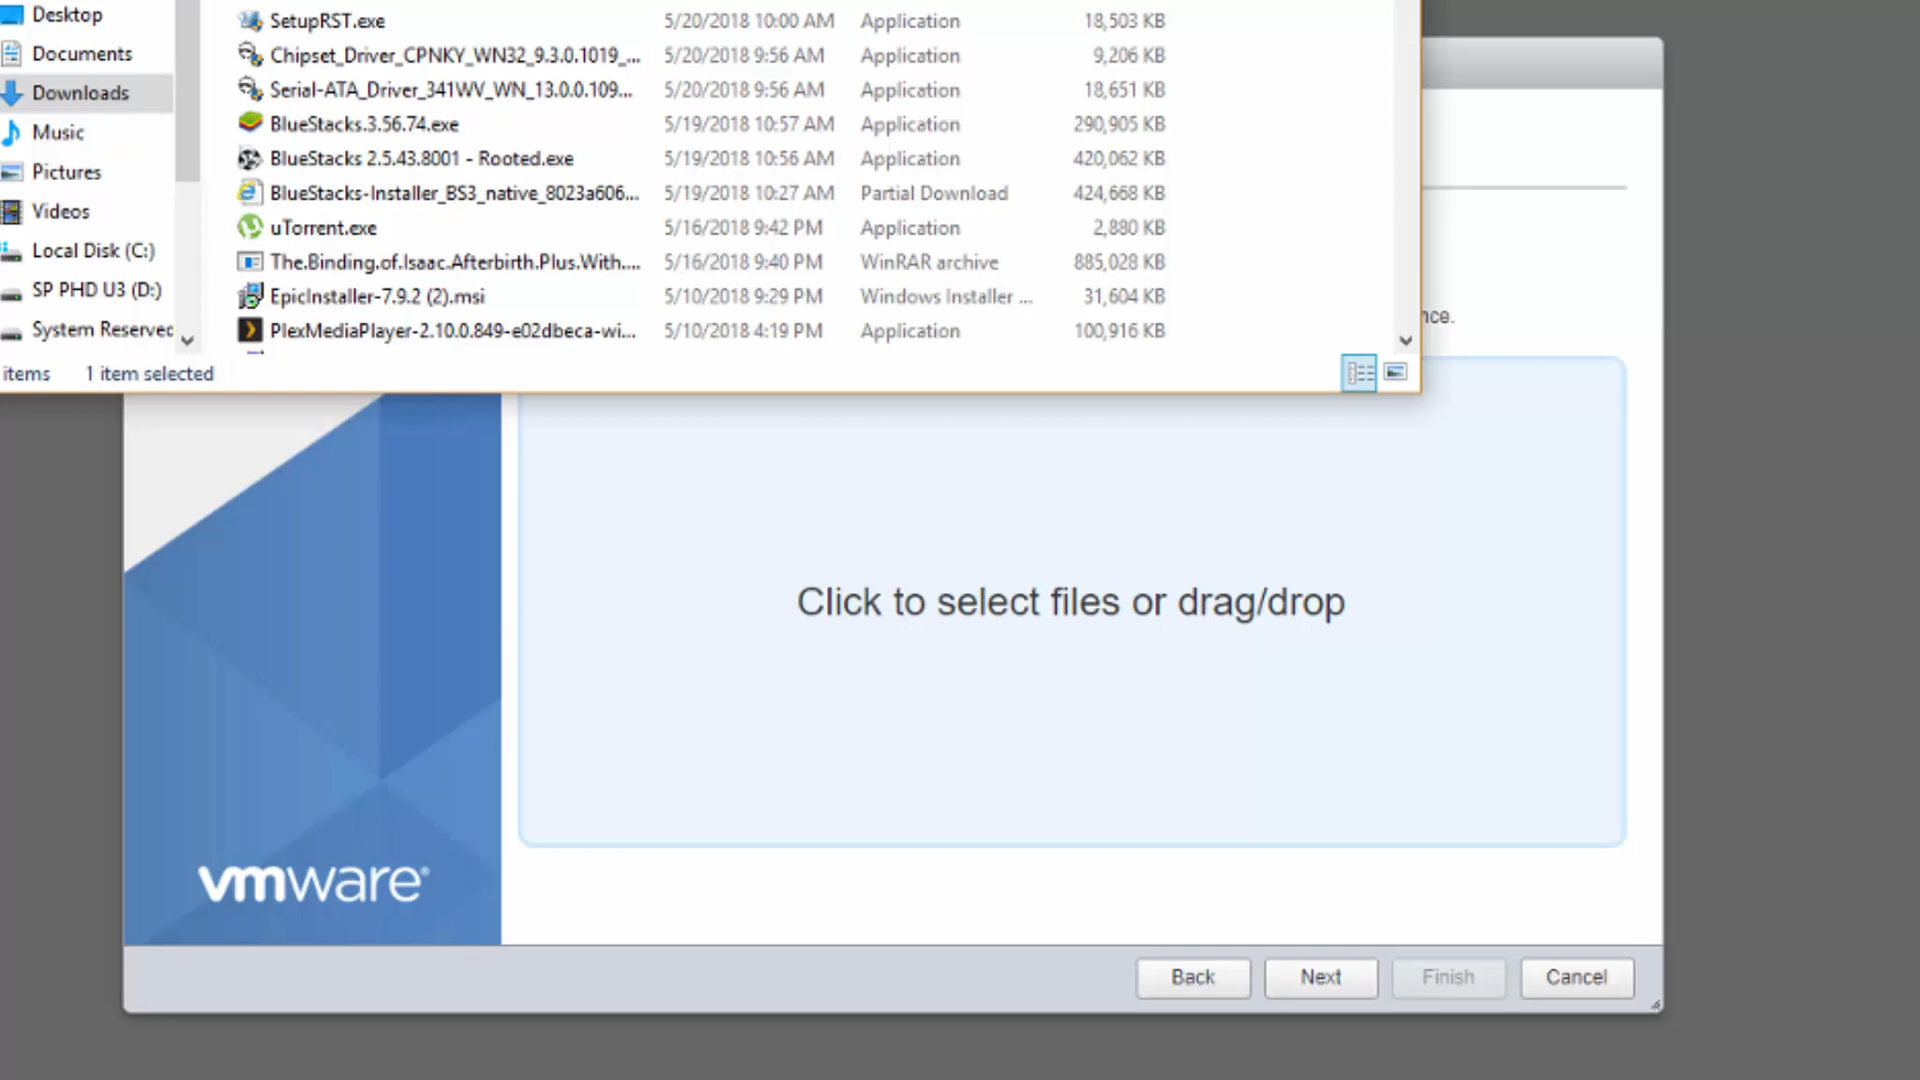 Desktop
Documents
Downloads
Music
Pictures
Videos
Local Disk (C:)
SP PHD U3 (D:)
System Reserved
SetupRST.exe 5/20/2018 10:00 AM Application 18,503 KB
Chipset_Driver_CPNKY_WN32_9.3.0.1019_... 5/20/2018 9:56 AM Application 9,206 KB
Serial-ATA_Driver_341WV_WN_13.0.0.109... 5/20/2018 9:56 AM Application 18,651 KB
BlueStacks.3.56.74.exe 5/19/2018 10:57 AM Application 290,905 KB
BlueStacks 2.5.43.8001 - Rooted.exe 5/19/2018 10:56 AM Application 420,062 KB
BlueStacks-Installer_BS3_native_8023a606... 5/19/2018 10:27 AM Partial Download 424,668 KB
uTorrent.exe 5/16/2018 9:42 PM Application 2,880 KB
The.Binding.of.Isaac.Afterbirth.Plus.With.... 5/16/2018 9:40 PM WinRAR archive 885,028 KB
EpicInstaller-7.9.2 (2).msi 5/10/2018 9:29 PM Windows Installer ... 31,604 KB
PlexMediaPlayer-2.10.0.849-e02dbeca-wi... 5/10/2018 4:19 PM Application 100,916 KB
items 1 item selected
nce.
Click to select files or drag/drop
vmware®
Back Next Finish Cancel